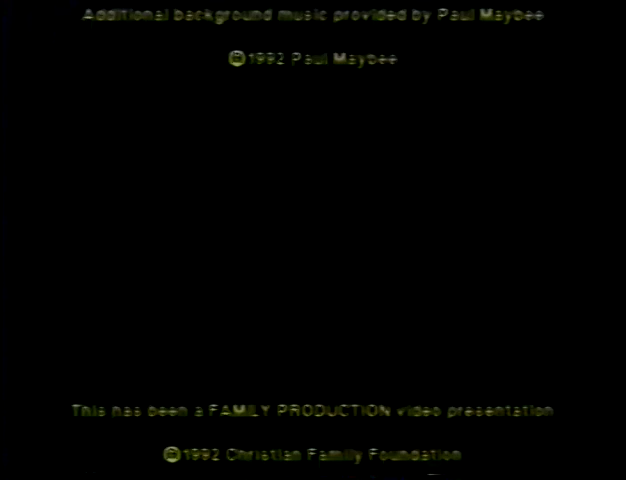 Additional background music provided by Paul Maybee
©1992 Paul Maybee
This has been a FAMILY PRODUCTION video presentation
©1992 Christian Family Foundation